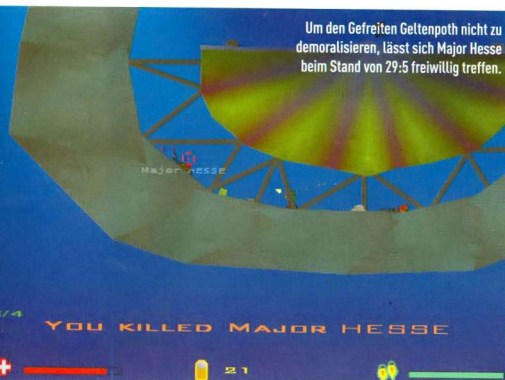 Um den Gefreiten Geltenpoth nicht zu
demoralisieren, lässt sich Major Hesse
beim Stand von 29:5 freiwillig treffen.
Major HESSE
/4
YOU KILLED MAJOR HESSE
21